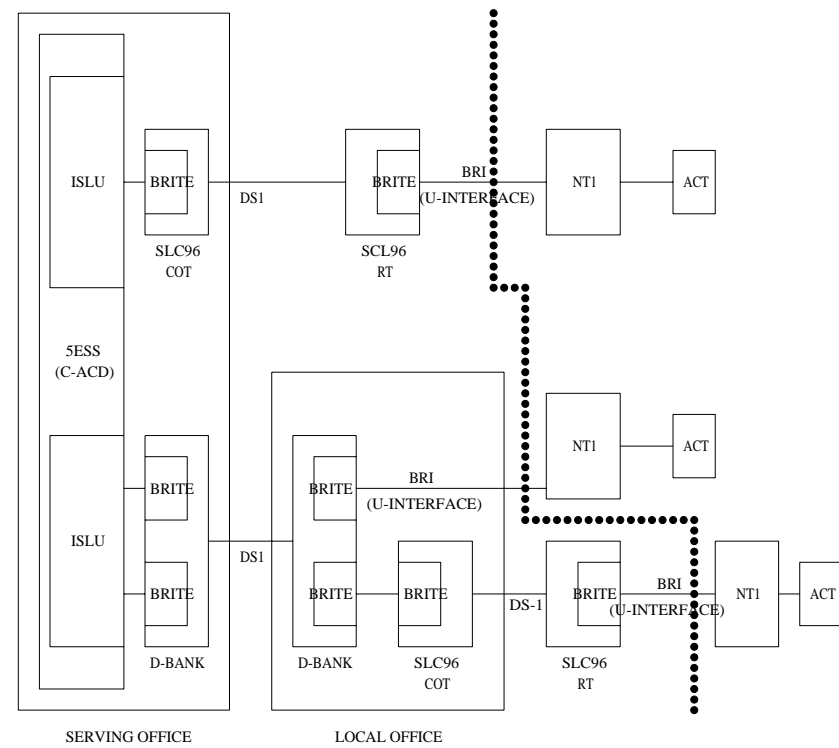 ISLU
BRITE
BRITE
BRI
(U-INTERFACE)
NT1
ACT
DS1
SLC96
COT
SCL96
RT
5ESS
(C-ACD)
NT1
ACT
BRITE
BRITE
BRI
(U-INTERFACE)
ISLU
DS1
BRITE
BRITE
BRITE
DS-1
BRITE
BRI
(U-INTERFACE)
NT1
ACT
D-BANK
D-BANK
SLC96
COT
SLC96
RT
SERVING OFFICE
LOCAL OFFICE